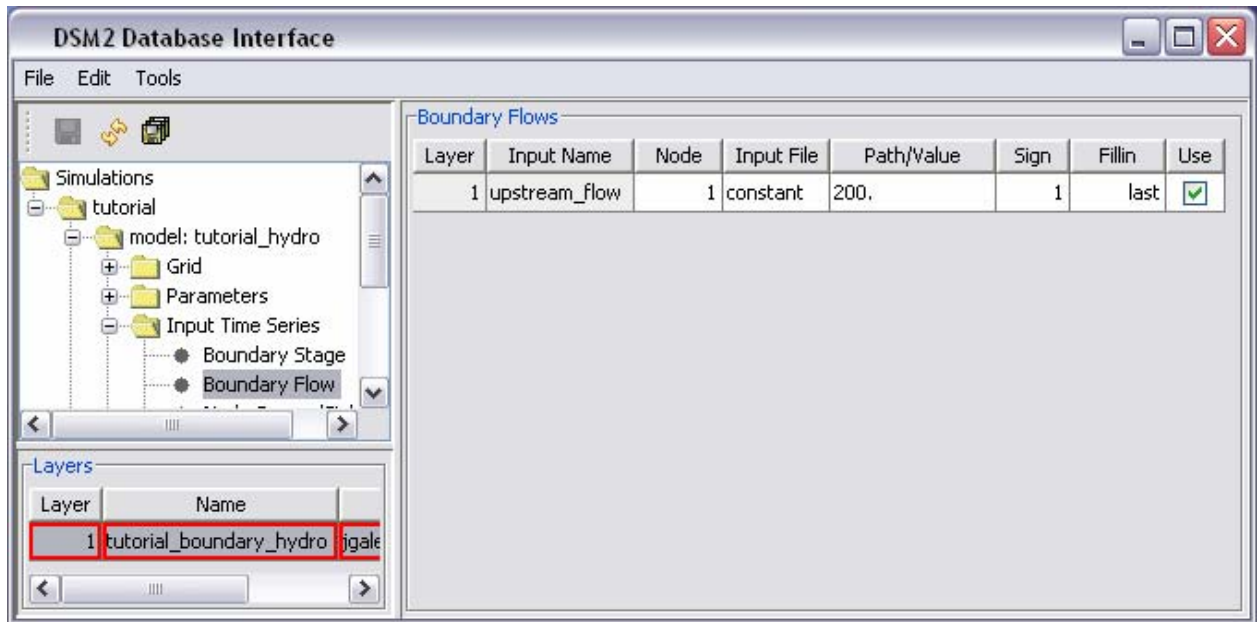 DSM2 Database Interface
File Edit Tools
Simulations
tutorial
model: tutorial_hydro
Grid
Parameters
Input Time Series
Boundary Stage
Boundary Flow
Layers
Layer Name
1 tutorial_boundary_hydro jgale
Boundary Flows
Layer Input Name Node Input File Path/Value Sign Fillin Use
1 upstream_flow 1 constant 200. 1 last